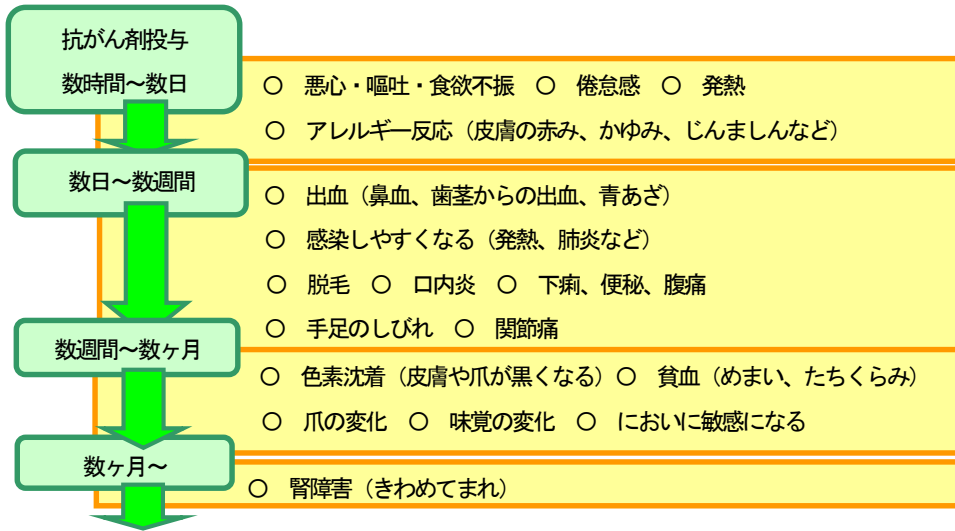 抗がん剤投与
数時間～数日
○ 悪心・嘔吐・食欲不振 ○ 倦怠感 ○ 発熱
○ アレルギー反応（皮膚の赤み、かゆみ、じんましんなど）
数日～数週間
○ 出血（鼻血、歯茎からの出血、青あざ）
○ 感染しやすくなる（発熱、肺炎など）
○ 脱毛 ○ 口内炎 ○ 下痢、便秘、腹痛
○ 手足のしびれ ○ 関節痛
数週間～数ヶ月
○ 色素沈着（皮膚や爪が黒くなる）○ 貧血（めまい、たちくらみ）
○ 爪の変化 ○ 味覚の変化 ○ においに敏感になる
数ヶ月～
○ 腎障害（きわめてまれ）